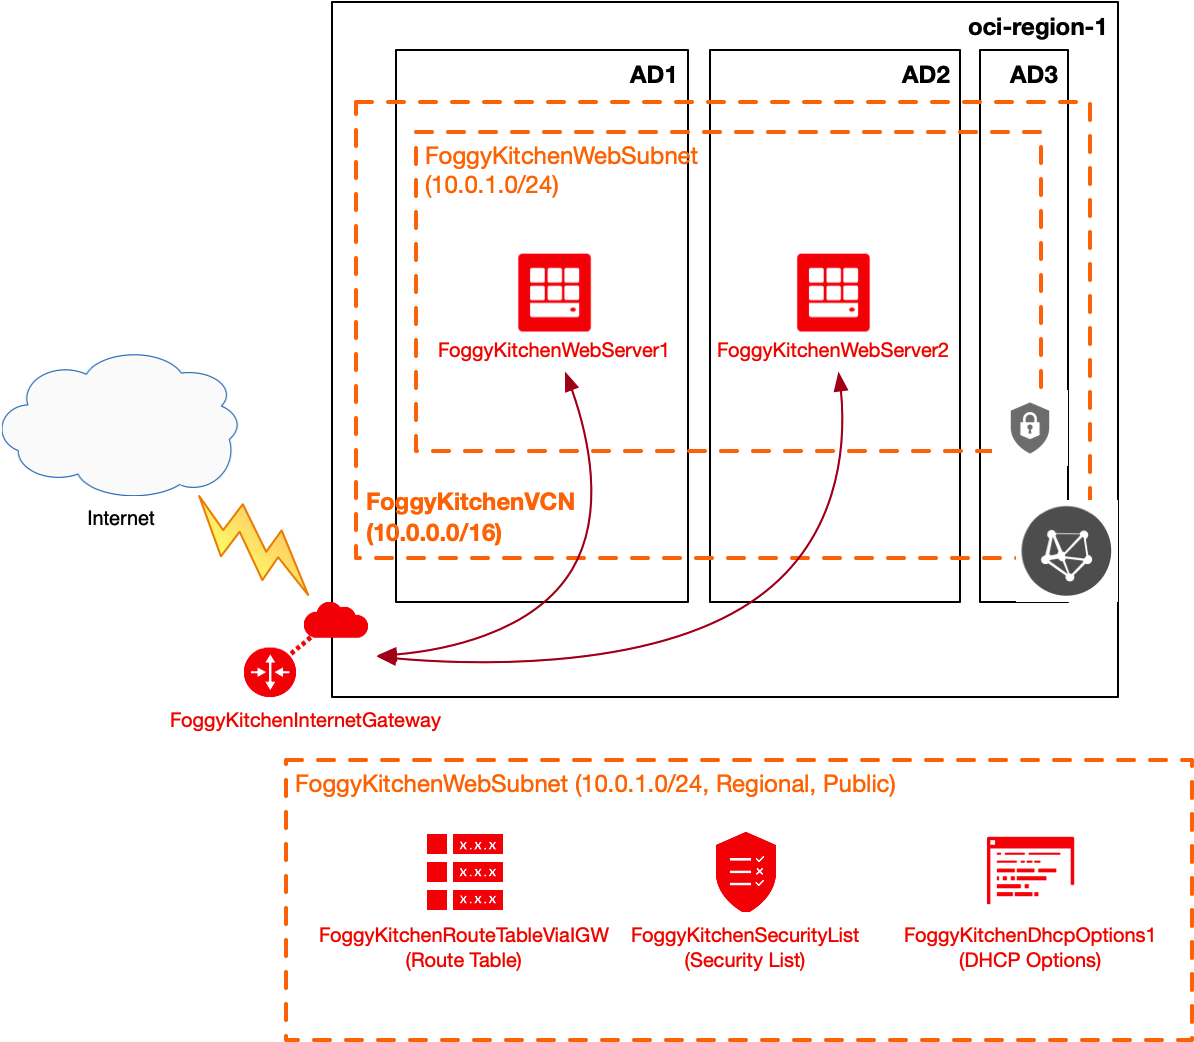 oci-region-1
AD1
AD2
AD3
FoggyKitchenWebSubnet
(10.0.1.0/24)
FoggyKitchenWebServer1
FoggyKitchenWebServer2
FoggyKitchenVCN
(10.0.0.0/16)
Internet
FoggyKitchenInternetGateway
FoggyKitchenWebSubnet (10.0.1.0/24, Regional, Public)
x.x.x
x.x.x
x.x.x
FoggyKitchenRouteTableViaIGW
(Route Table)
FoggyKitchenSecurityList
(Security List)
FoggyKitchenDhcpOptions1
(DHCP Options)